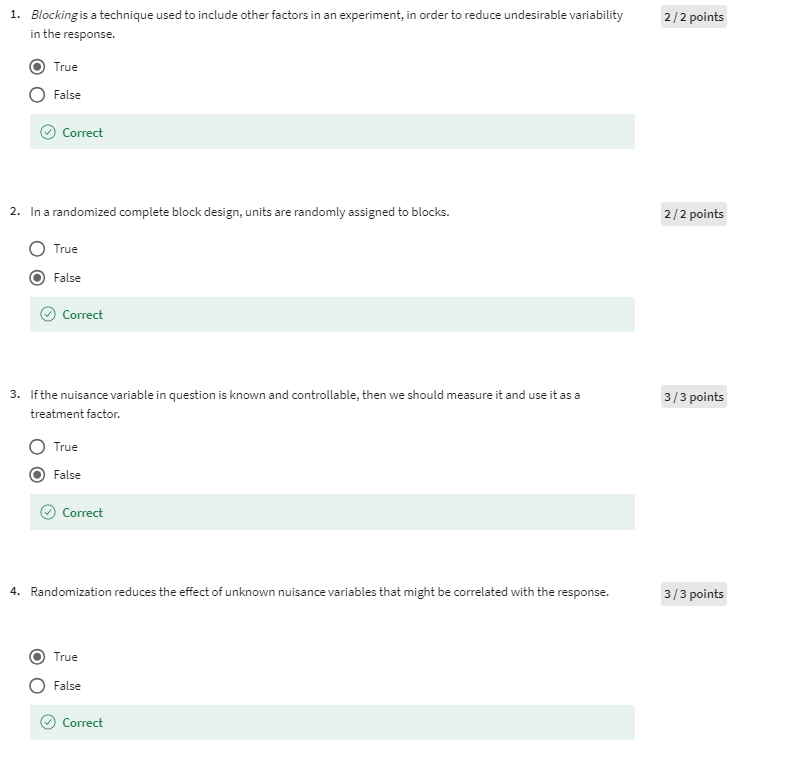 1. Blocking is a technique used to include other factors in an experiment, in order to reduce undesirable variability 2 / 2 points
in the response.
True
False
Correct
2. In a randomized complete block design, units are randomly assigned to blocks. 2 / 2 points
True
False
Correct
3. If the nuisance variable in question is known and controllable, then we should measure it and use it as a 3 / 3 points
treatment factor.
True
False
Correct
4. Randomization reduces the effect of unknown nuisance variables that might be correlated with the response. 3 / 3 points
True
False
Correct